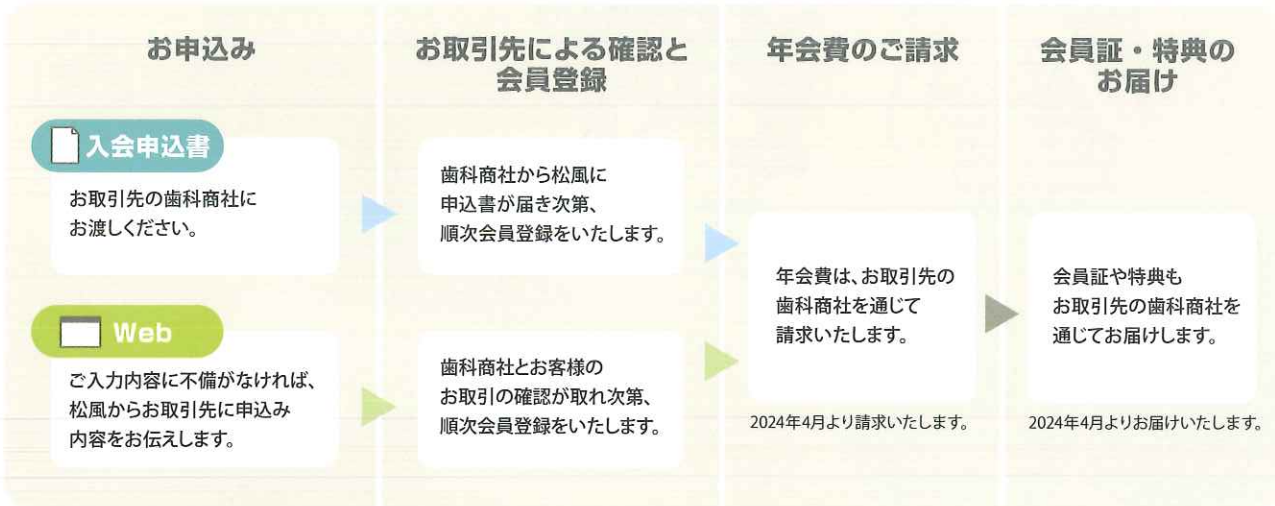 お申込み
お取引先による確認と
会員登録
年会費のご請求
会員証・特典の
お届け
入会申込書
お取引先の歯科商社に
お渡しください。
歯科商社から松風に
申込書が届き次第、
順次会員登録をいたします。
Web
ご入力内容に不備がなければ、
松風からお取引先に申込み
内容をお伝えします。
歯科商社とお客様の
お取引の確認が取れ次第、
順次会員登録をいたします。
年会費は、お取引先の
歯科商社を通じて
請求いたします。
2024年4月より請求いたします。
会員証や特典も
お取引先の歯科商社を
通じてお届けします。
2024年4月よりお届けいたします。